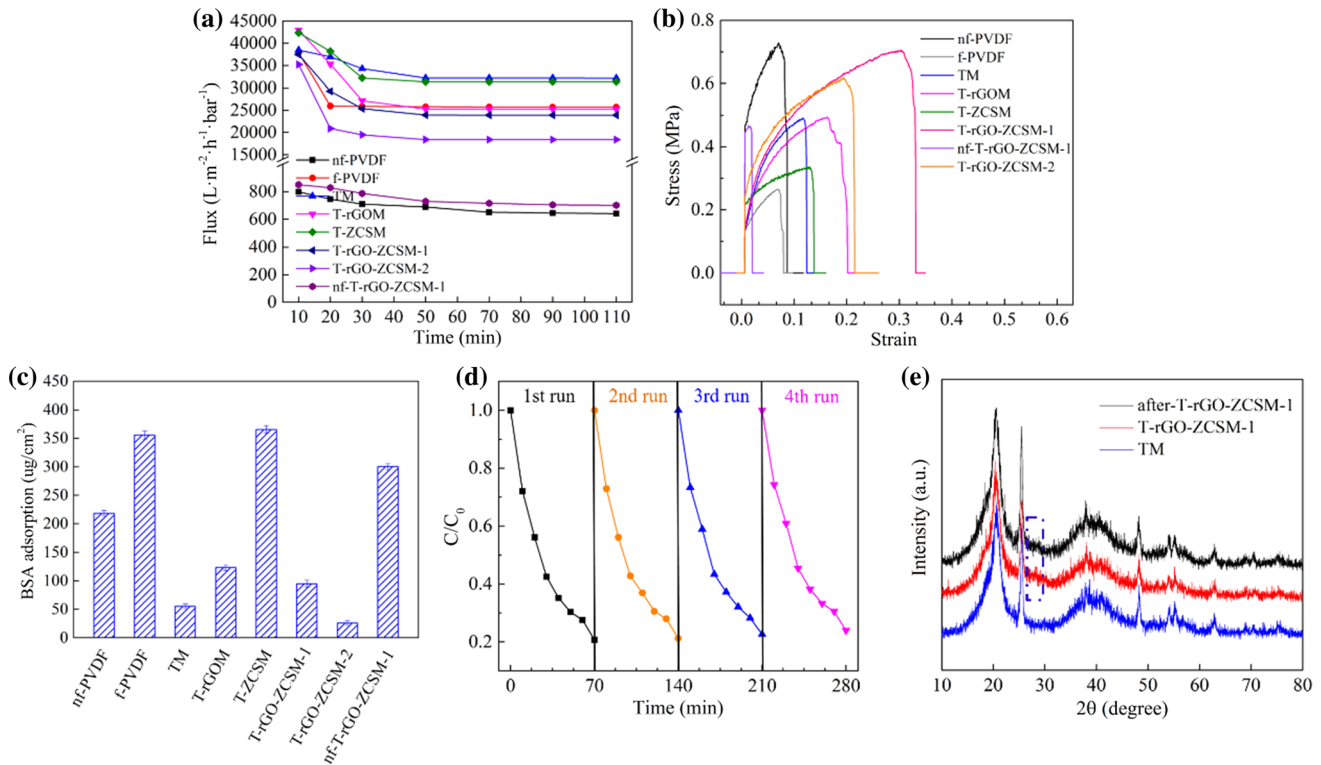 (a)
45000
40000
35000
30000
25000
20000
15000
800
600
400
200
0
Flux (L·m⁻²·h⁻¹·bar⁻¹)
nf-PVDF
f-PVDF
TM
T-rGOM
T-ZCSM
T-rGO-ZCSM-1
T-rGO-ZCSM-2
nf-T-rGO-ZCSM-1
10 20 30 40 50 60 70 80 90 100 110
Time (min)
(b)
0.8
0.6
0.4
0.2
0.0
Stress (MPa)
nf-PVDF
f-PVDF
TM
T-rGOM
T-ZCSM
T-rGO-ZCSM-1
nf-T-rGO-ZCSM-1
T-rGO-ZCSM-2
0.0 0.1 0.2 0.3 0.4 0.5 0.6
Strain
(c)
450
400
350
300
250
200
150
100
50
0
BSA adsorption (ug/cm²)
nf-PVDF
f-PVDF
TM
T-rGOM
T-ZCSM
T-rGO-ZCSM-1
T-rGO-ZCSM-2
nf-T-rGO-ZCSM-1
(d)
1st run 2nd run 3rd run 4th run
1.0
0.8
0.6
0.4
0.2
C/C₀
0 70 140 210 280
Time (min)
(e)
after-T-rGO-ZCSM-1
T-rGO-ZCSM-1
TM
Intensity (a.u.)
10 20 30 40 50 60 70 80
2θ (degree)